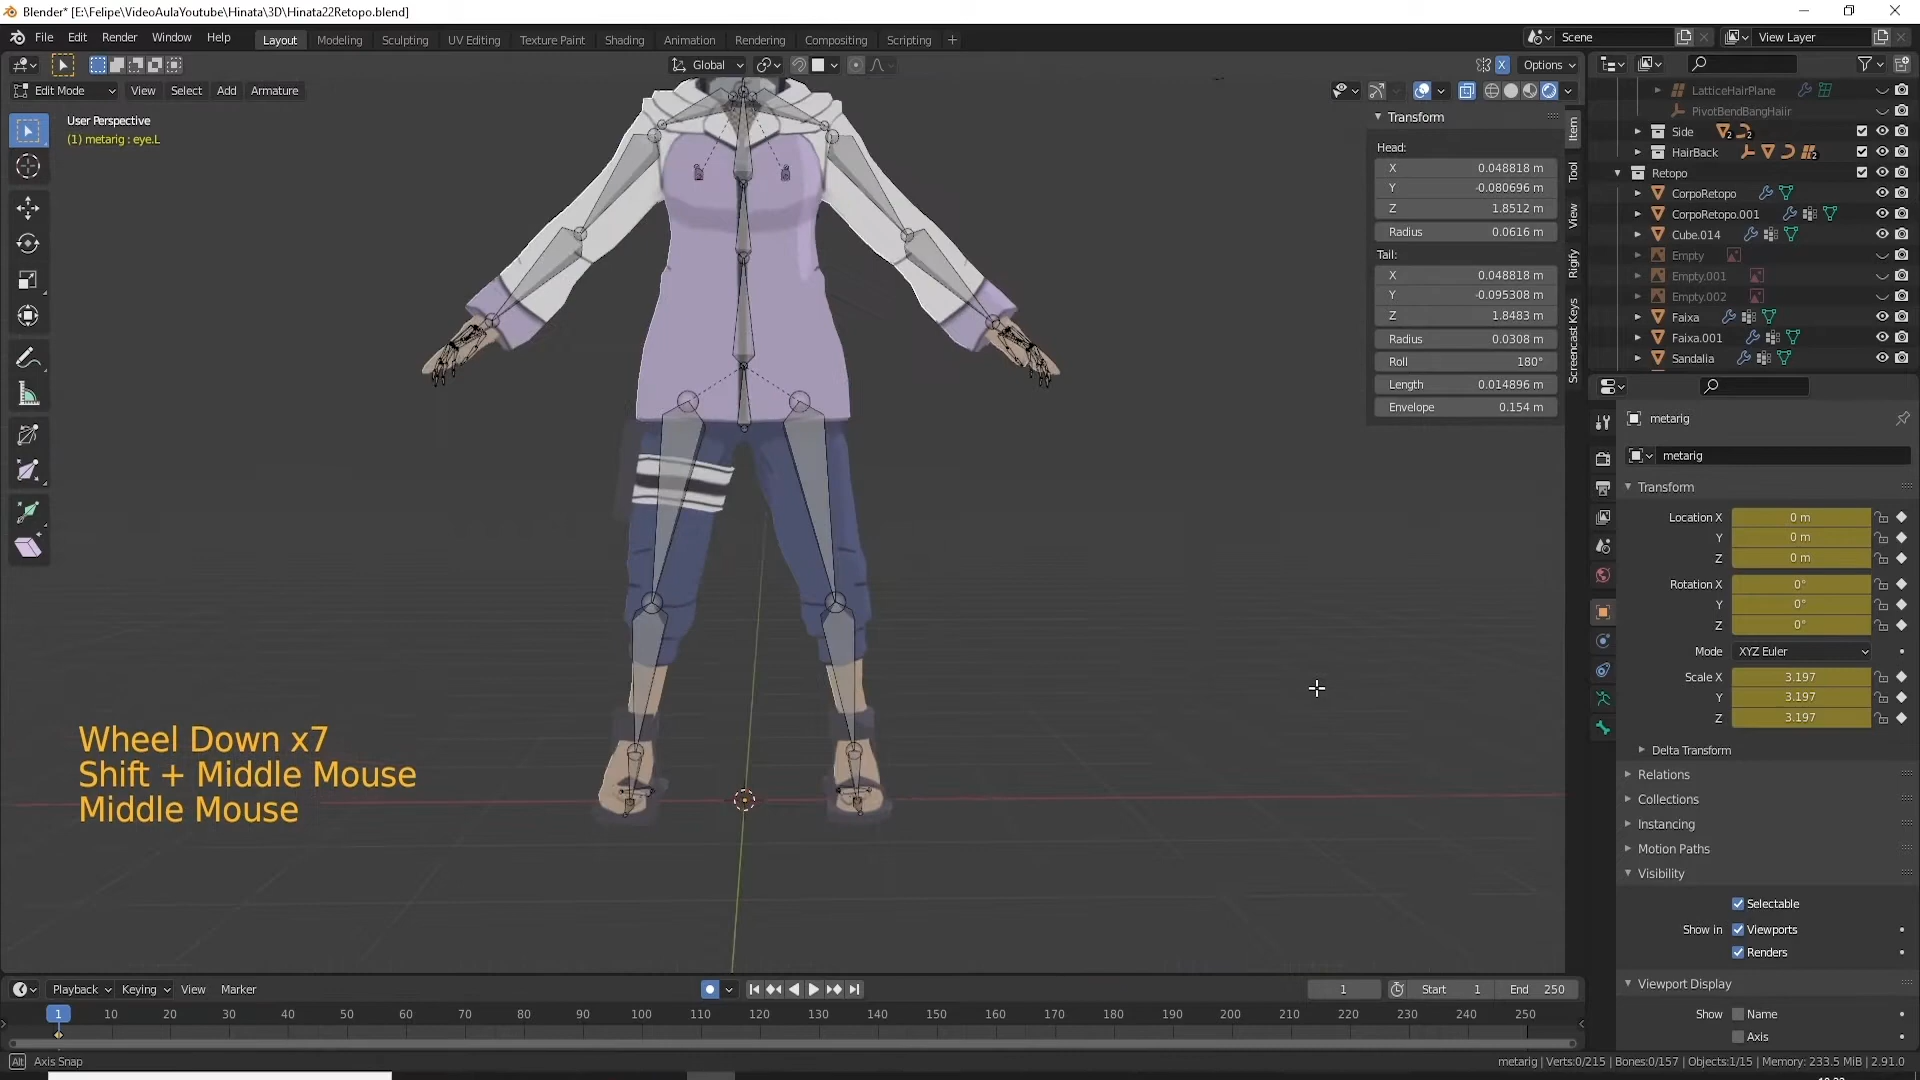 Blender* [E:\Felipe\VideoAulaYoutube\Hinata\3D\Hinata22Retopo.blend]
File Edit Render Window Help Layout Modeling Sculpting UV Editing Texture Paint Shading Animation Rendering Compositing Scripting + Scene View Layer
Global X Options
Edit Mode View Select Add Armature
User Perspective
(1) metarig : eye.L
Transform
Head:
X 0.048818 m
Y -0.080696 m
Z 1.8512 m
Radius 0.0616 m
Tail:
X 0.048818 m
Y -0.095308 m
Z 1.8483 m
Radius 0.0308 m
Roll 180°
Length 0.014896 m
Envelope 0.154 m
Item
Tool
View
Rigify
Screencast Keys
LatticeHairPlane
PivotBendBangHaiir
Side 2 2
HairBack 2
Retopo
CorpoRetopo
CorpoRetopo.001
Cube.014
Empty
Empty.001
Empty.002
Faixa
Faixa.001
Sandalia
metarig
metarig
Transform
Location X 0 m
Y 0 m
Z 0 m
Rotation X 0°
Y 0°
Z 0°
Mode XYZ Euler
Scale X 3.197
Y 3.197
Z 3.197
Delta Transform
Relations
Collections
Instancing
Motion Paths
Visibility
Selectable
Show in Viewports
Renders
Viewport Display
Show Name
Axis
Wheel Down x7
Shift + Middle Mouse
Middle Mouse
Playback Keying View Marker 1 Start 1 End 250
1 10 20 30 40 50 60 70 80 90 100 110 120 130 140 150 160 170 180 190 200 210 220 230 240 250
Alt Axis Snap
metarig | Verts:0/215 | Bones:0/157 | Objects:1/15 | Memory: 233.5 MiB | 2.91.0